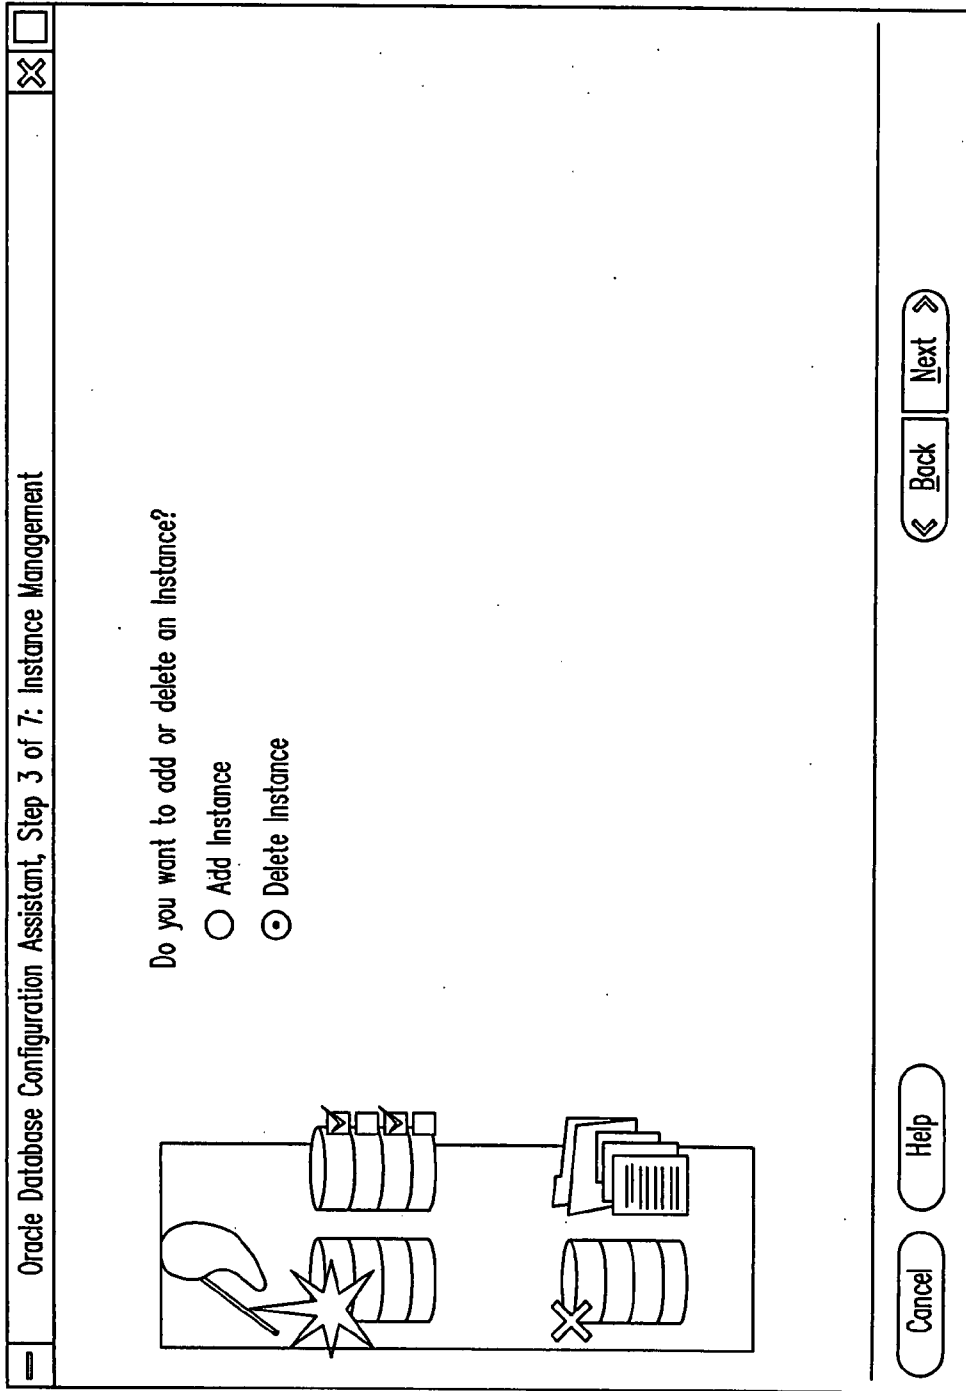 Oracle Database Configuration Assistant, Step 3 of 7: Instance Management
Do you want to add or delete an Instance?
Add Instance
Delete Instance
Cancel
Help
Back
Next